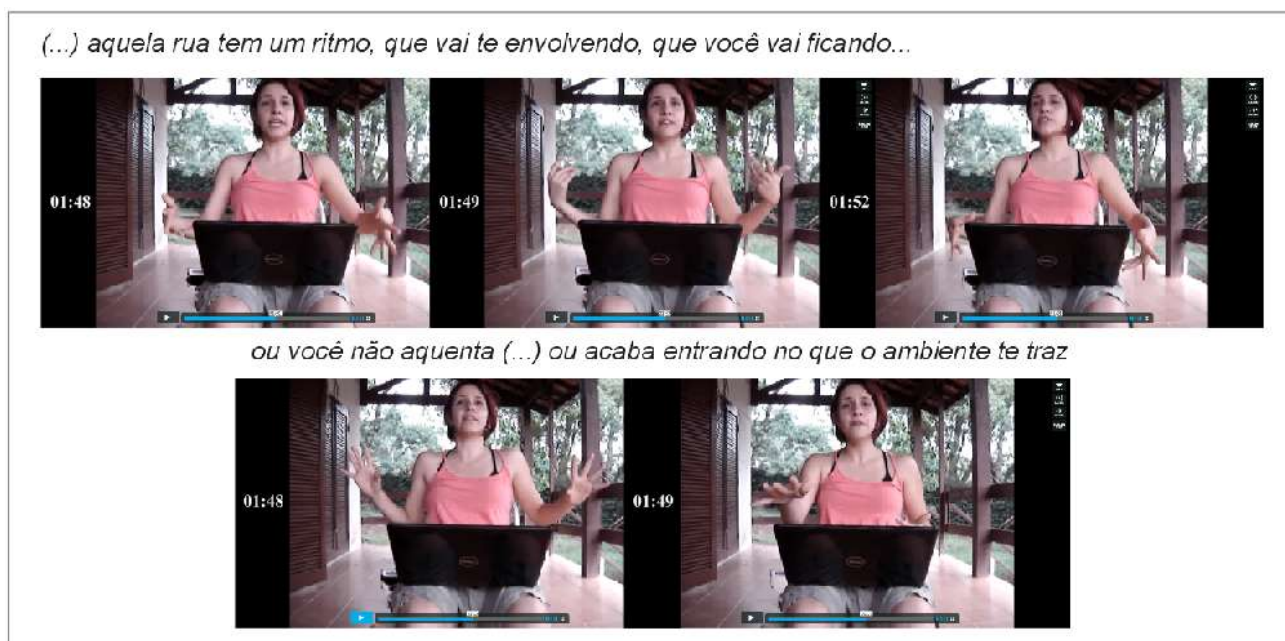 (...) aquela rua tem um ritmo, que vai te envolvendo, que você vai ficando...
01:48
01:49
01:52
ou você não aquenta (...) ou acaba entrando no que o ambiente te traz
01:48
01:49